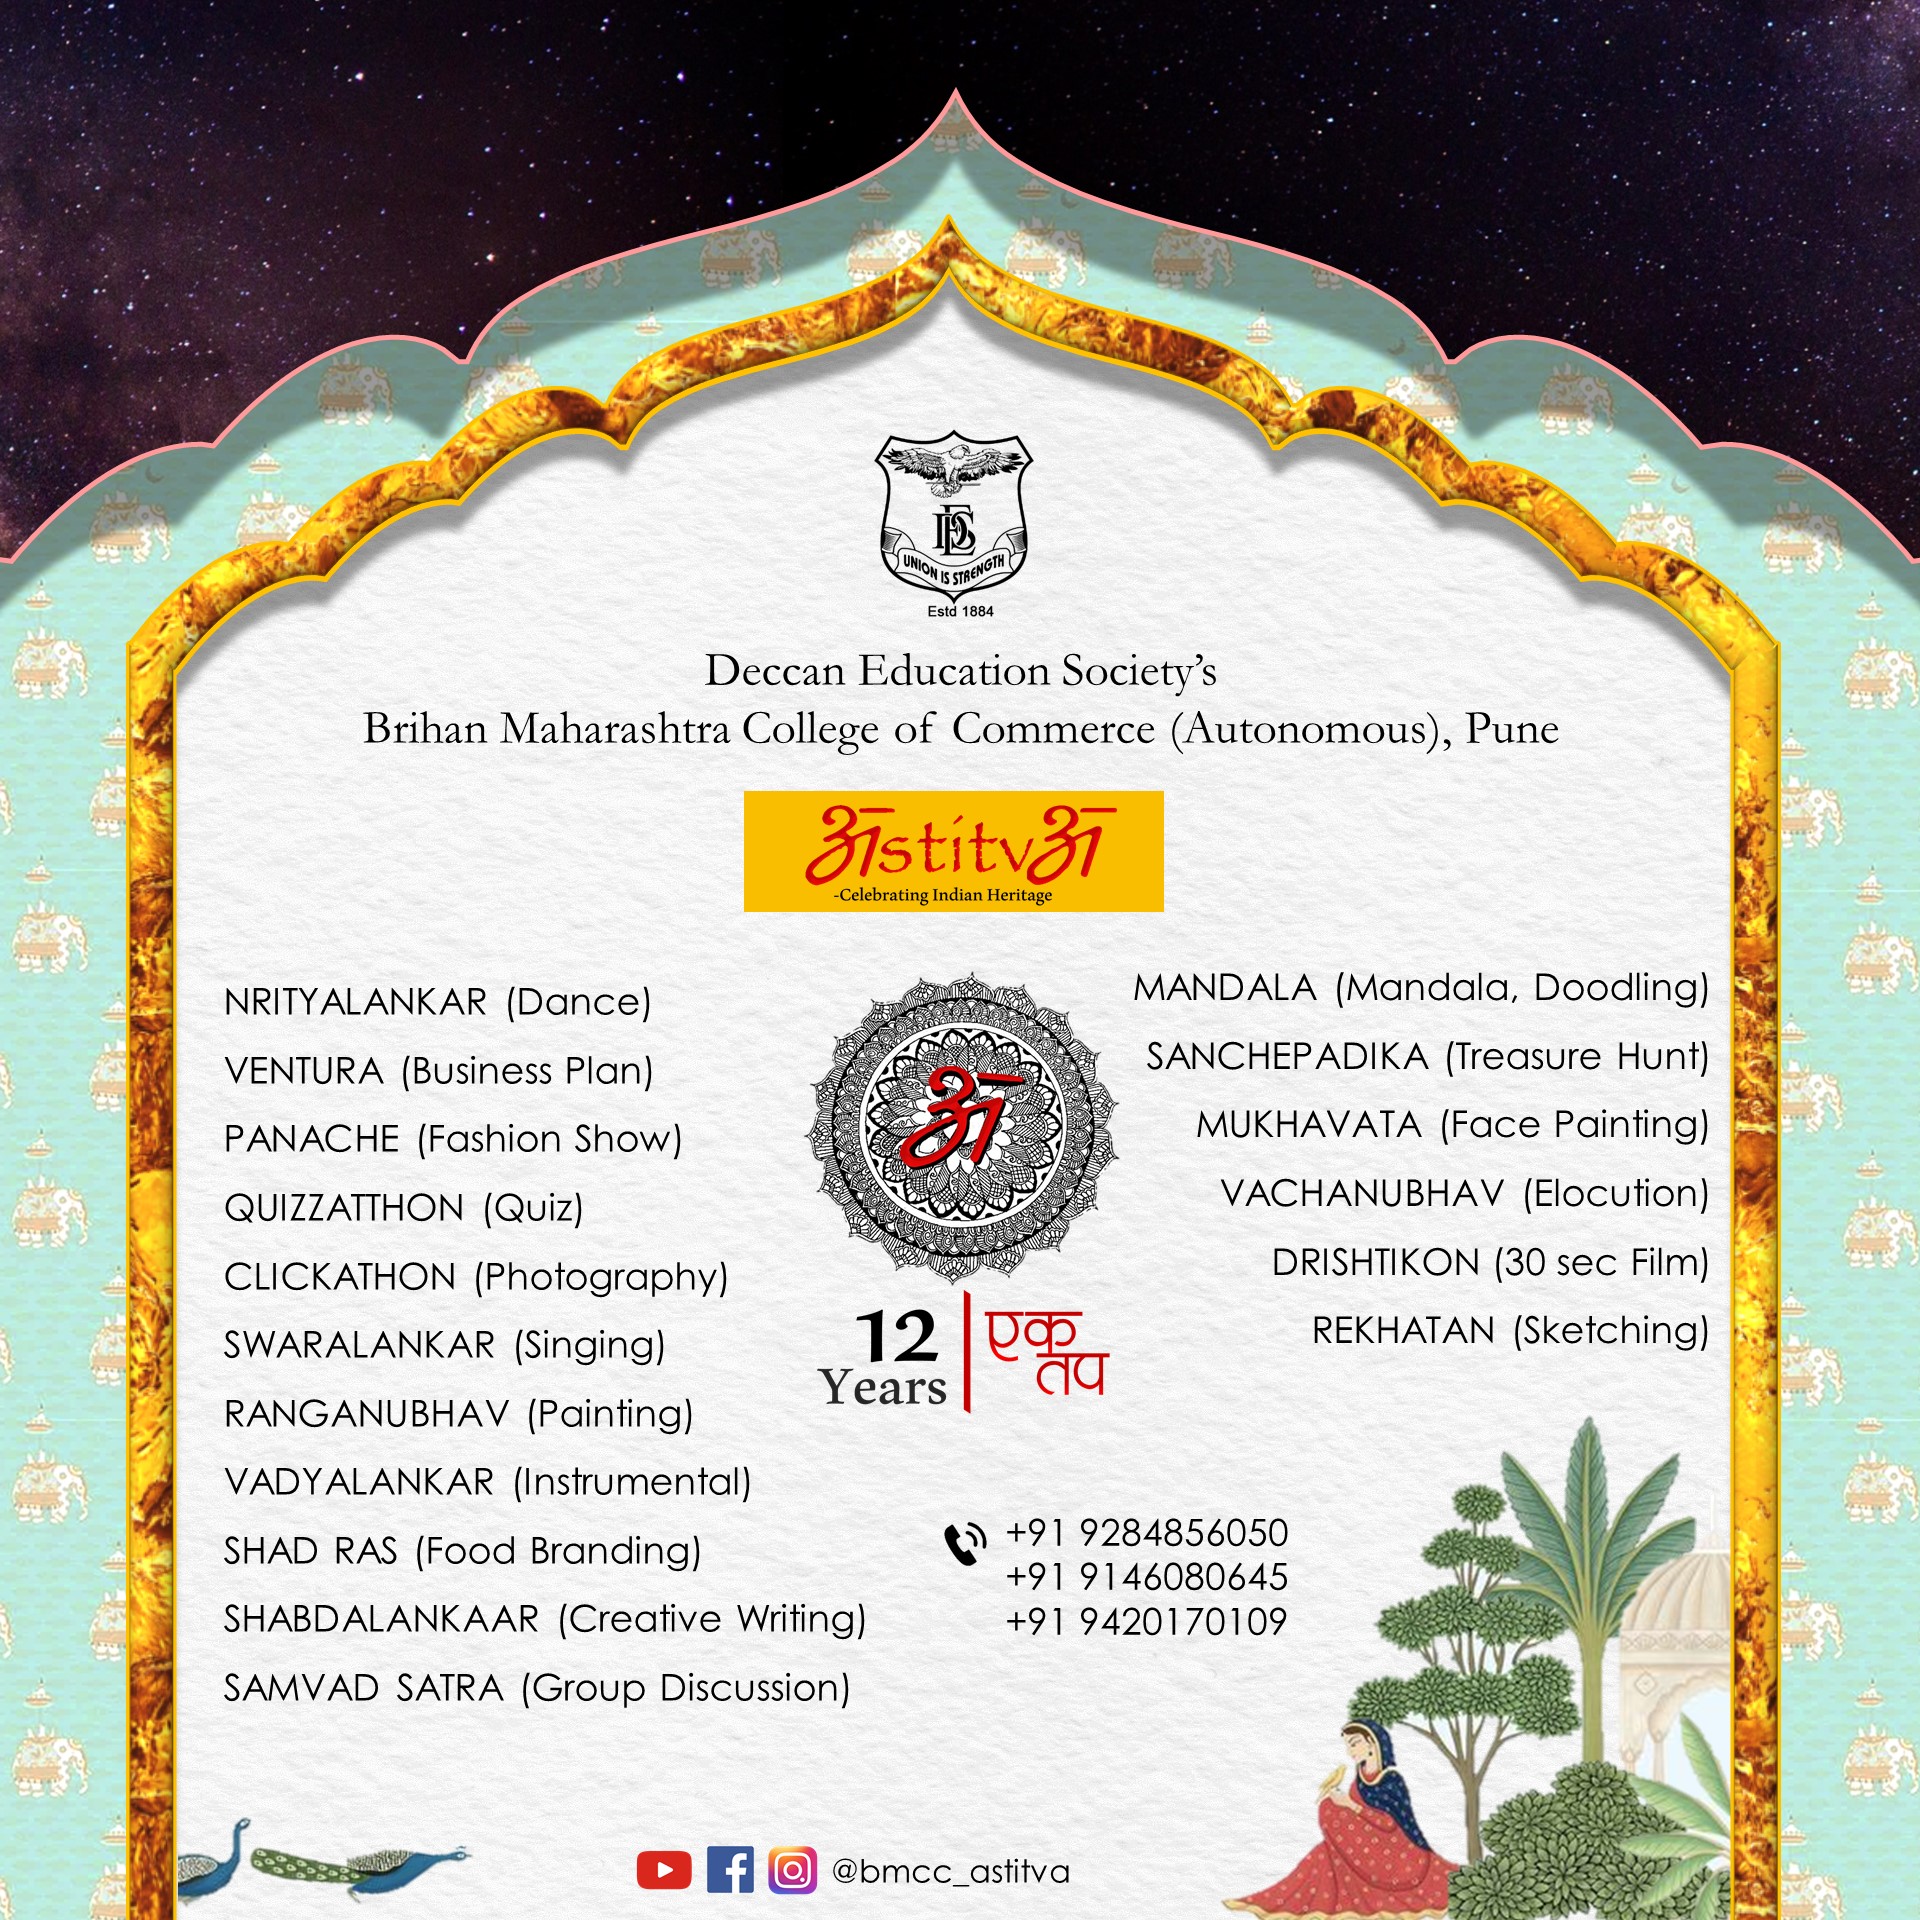 DES
UNION IS STRENGTH
Estd 1884
Deccan Education Society’s
Brihan Maharashtra College of Commerce (Autonomous), Pune
अstitvअ
-Celebrating Indian Heritage
NRITYALANKAR (Dance)
VENTURA (Business Plan)
PANACHE (Fashion Show)
QUIZZATTHON (Quiz)
CLICKATHON (Photography)
SWARALANKAR (Singing)
RANGANUBHAV (Painting)
VADYALANKAR (Instrumental)
SHAD RAS (Food Branding)
SHABDALANKAAR (Creative Writing)
SAMVAD SATRA (Group Discussion)
अ
12
Years
एक
तप
MANDALA (Mandala, Doodling)
SANCHEPADIKA (Treasure Hunt)
MUKHAVATA (Face Painting)
VACHANUBHAV (Elocution)
DRISHTIKON (30 sec Film)
REKHATAN (Sketching)
+91 9284856050
+91 9146080645
+91 9420170109
@bmcc_astitva